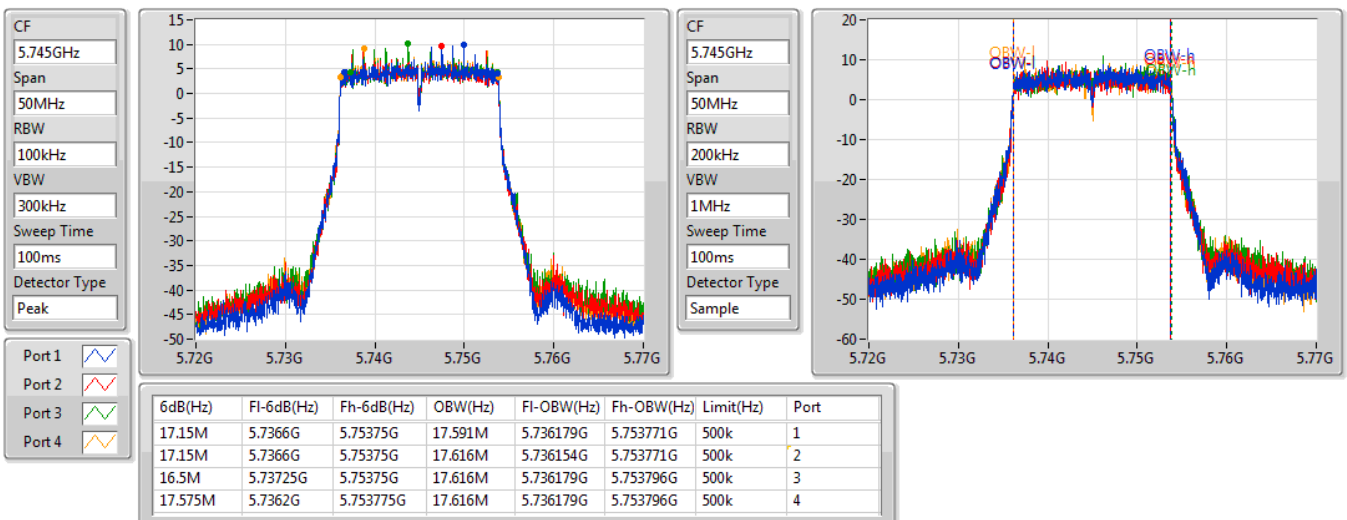 CF
5.745GHz
Span
50MHz
RBW
100kHz
VBW
300kHz
Sweep Time
100ms
Detector Type
Peak
15
10
5
0
-5
-10
-15
-20
-25
-30
-35
-40
-45
-50
5.72G 5.73G 5.74G 5.75G 5.76G 5.77G
CF
5.745GHz
Span
50MHz
RBW
200kHz
VBW
1MHz
Sweep Time
100ms
Detector Type
Sample
20
10
0
-10
-20
-30
-40
-50
-60
OBW-l OBW-h
OBW-l OBW-h
5.72G 5.73G 5.74G 5.75G 5.76G 5.77G
Port 1
Port 2
Port 3
Port 4
6dB(Hz) Fl-6dB(Hz) Fh-6dB(Hz) OBW(Hz) Fl-OBW(Hz) Fh-OBW(Hz) Limit(Hz) Port
17.15M 5.7366G 5.75375G 17.591M 5.736179G 5.753771G 500k 1
17.15M 5.7366G 5.75375G 17.616M 5.736154G 5.753771G 500k 2
16.5M 5.73725G 5.75375G 17.616M 5.736179G 5.753796G 500k 3
17.575M 5.7362G 5.753775G 17.616M 5.736179G 5.753796G 500k 4